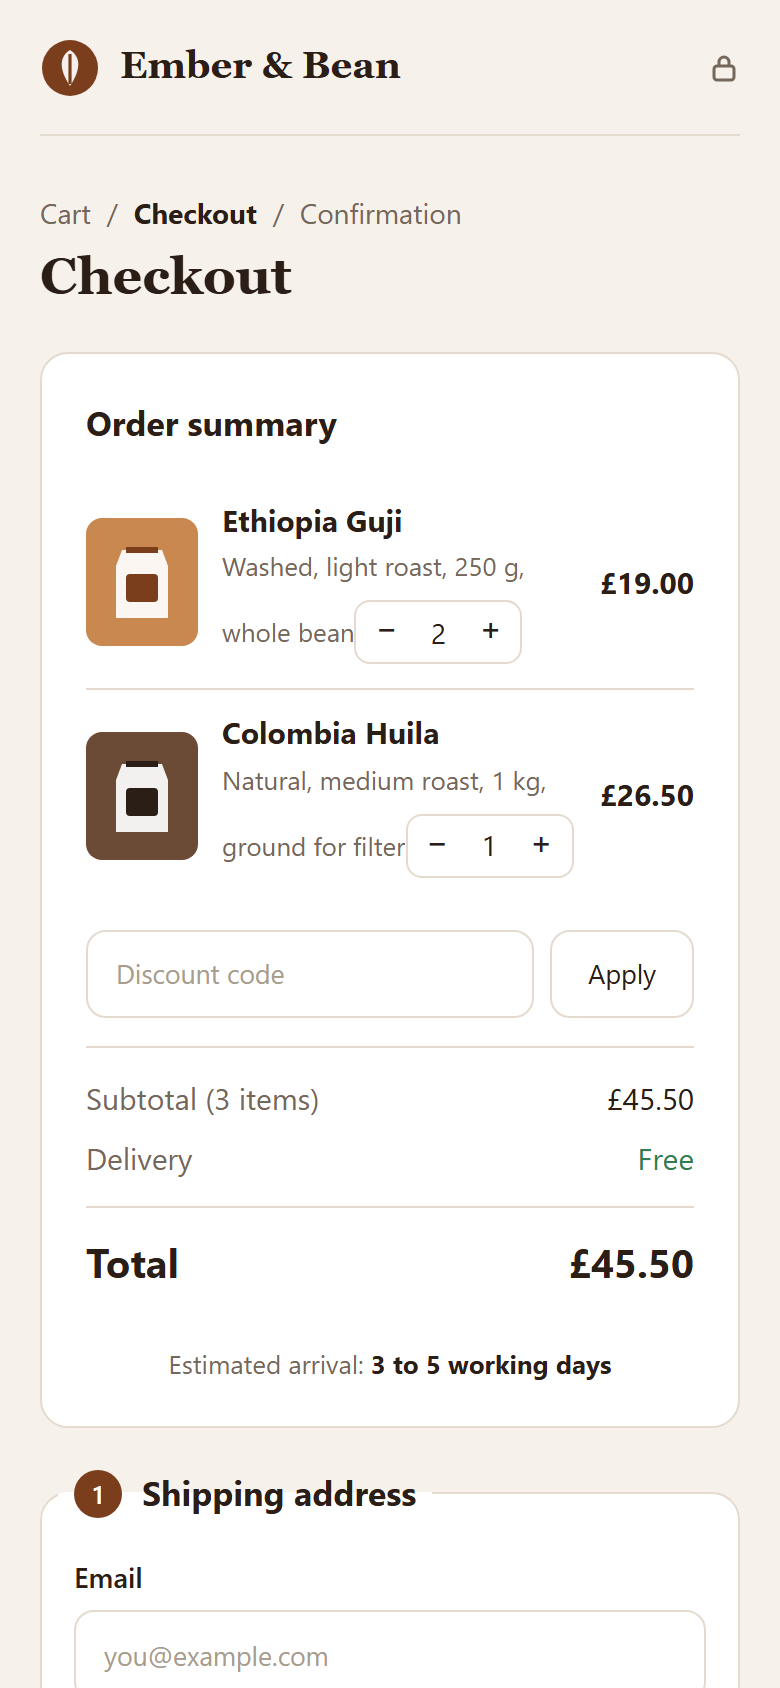 Ember & Bean
Cart / Checkout / Confirmation
Checkout
Order summary
Ethiopia Guji
Washed, light roast, 250 g,
whole bean − 2 +
£19.00
Colombia Huila
Natural, medium roast, 1 kg,
ground for filter − 1 +
£26.50
Discount code Apply
Subtotal (3 items) £45.50
Delivery Free
Total £45.50
Estimated arrival: 3 to 5 working days
1 Shipping address
Email
you@example.com